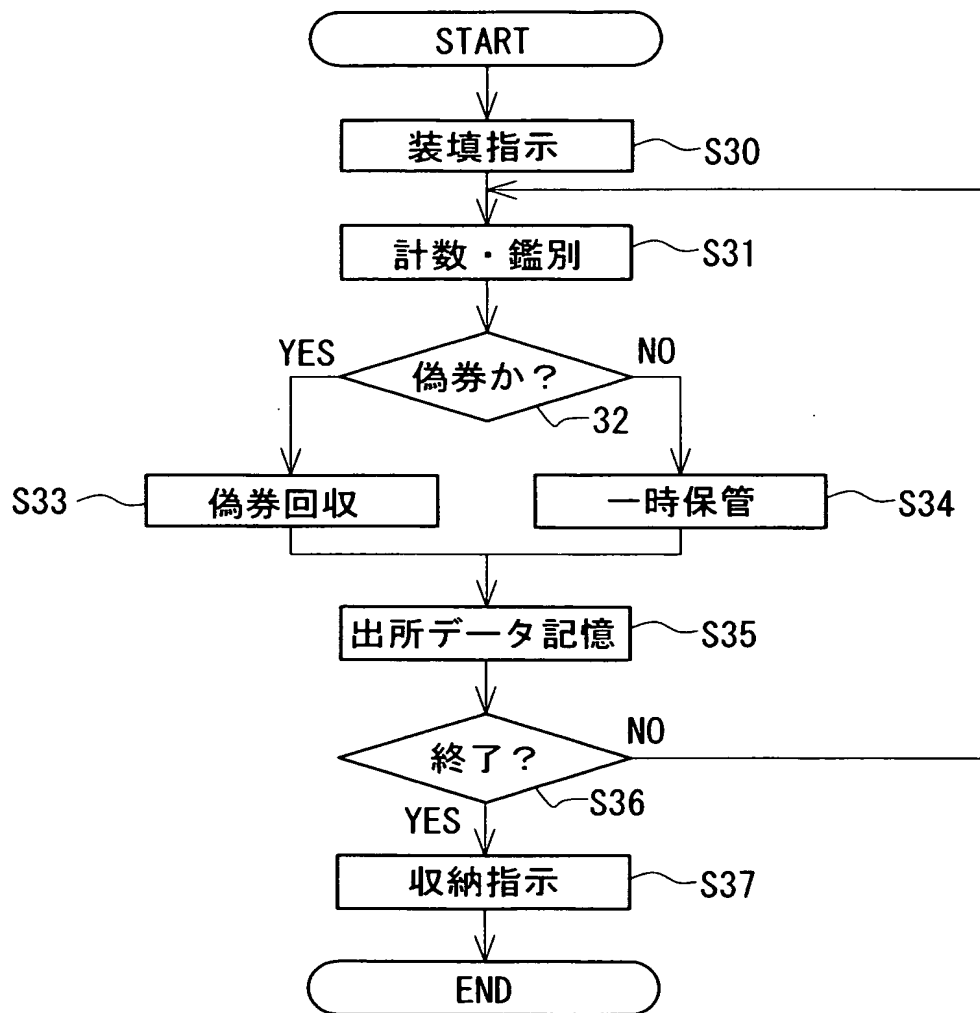 START
装填指示
S30
計数・鑑別
S31
YES
NO
偽券か?
32
S33
偽券回収
一時保管
S34
出所データ記憶
S35
NO
終了?
S36
YES
収納指示
S37
END